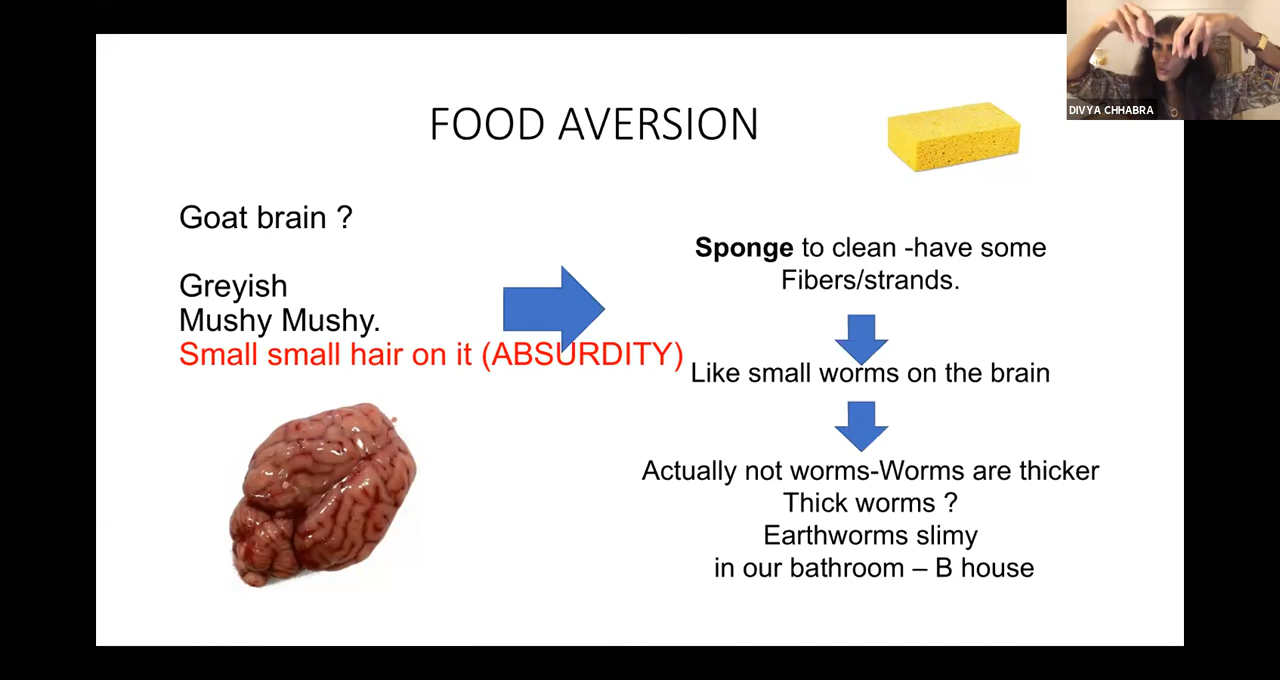 DIVYA CHHABRA
FOOD AVERSION
Goat brain ?
Greyish
Mushy Mushy.
Small small hair on it (ABSURDITY)
Sponge to clean -have some
Fibers/strands.
Like small worms on the brain
Actually not worms-Worms are thicker
Thick worms ?
Earthworms slimy
in our bathroom – B house